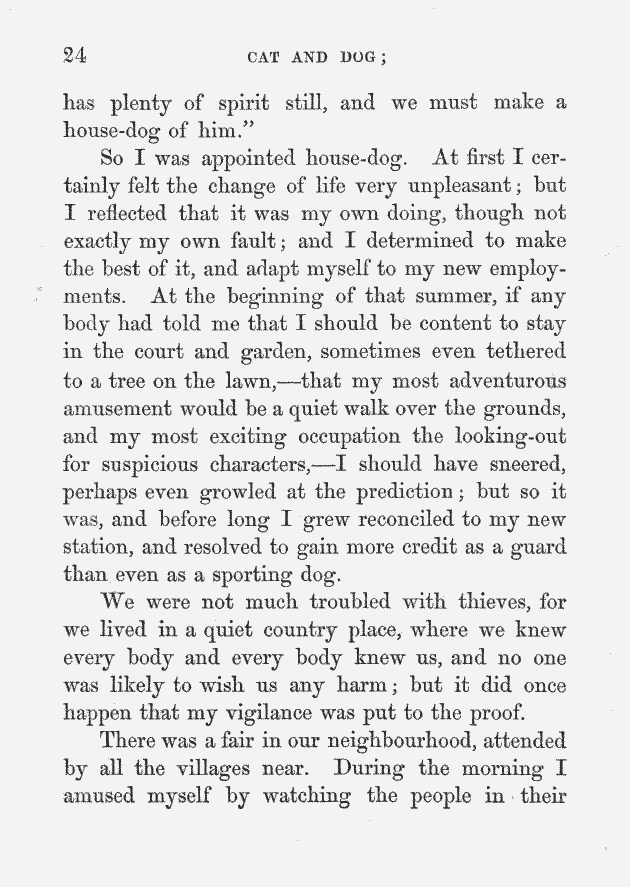 24 CAT AND DOG;
has plenty of spirit still, and we must make a
house-dog of him.”
So I was appointed house-dog. At first I cer-
tainly felt the change of life very unpleasant; but
I reflected that it was my own doing, though not
exactly my own fault; and I determined to make
the best of it, and adapt myself to my new employ-
ments. At the beginning of that summer, if any
body had told me that I should be content to stay
in the court and garden, sometimes even tethered
to a tree on the lawn,—that my most adventurous
amusement would be a quiet walk over the grounds,
and my most exciting occupation the looking-out
for suspicious characters,—I should have sneered,
perhaps even growled at the prediction; but so it
was, and before long I grew reconciled to my new
station, and resolved to gain more credit as a guard
than even as a sporting dog.
We were not much troubled with thieves, for
we lived in a quiet country place, where we knew
every body and every body knew us, and no one
was likely to wish us any harm; but it did once
happen that my vigilance was put to the proof.
There was a fair in our neighbourhood, attended
by all the villages near. During the morning I
amused myself by watching the people in their